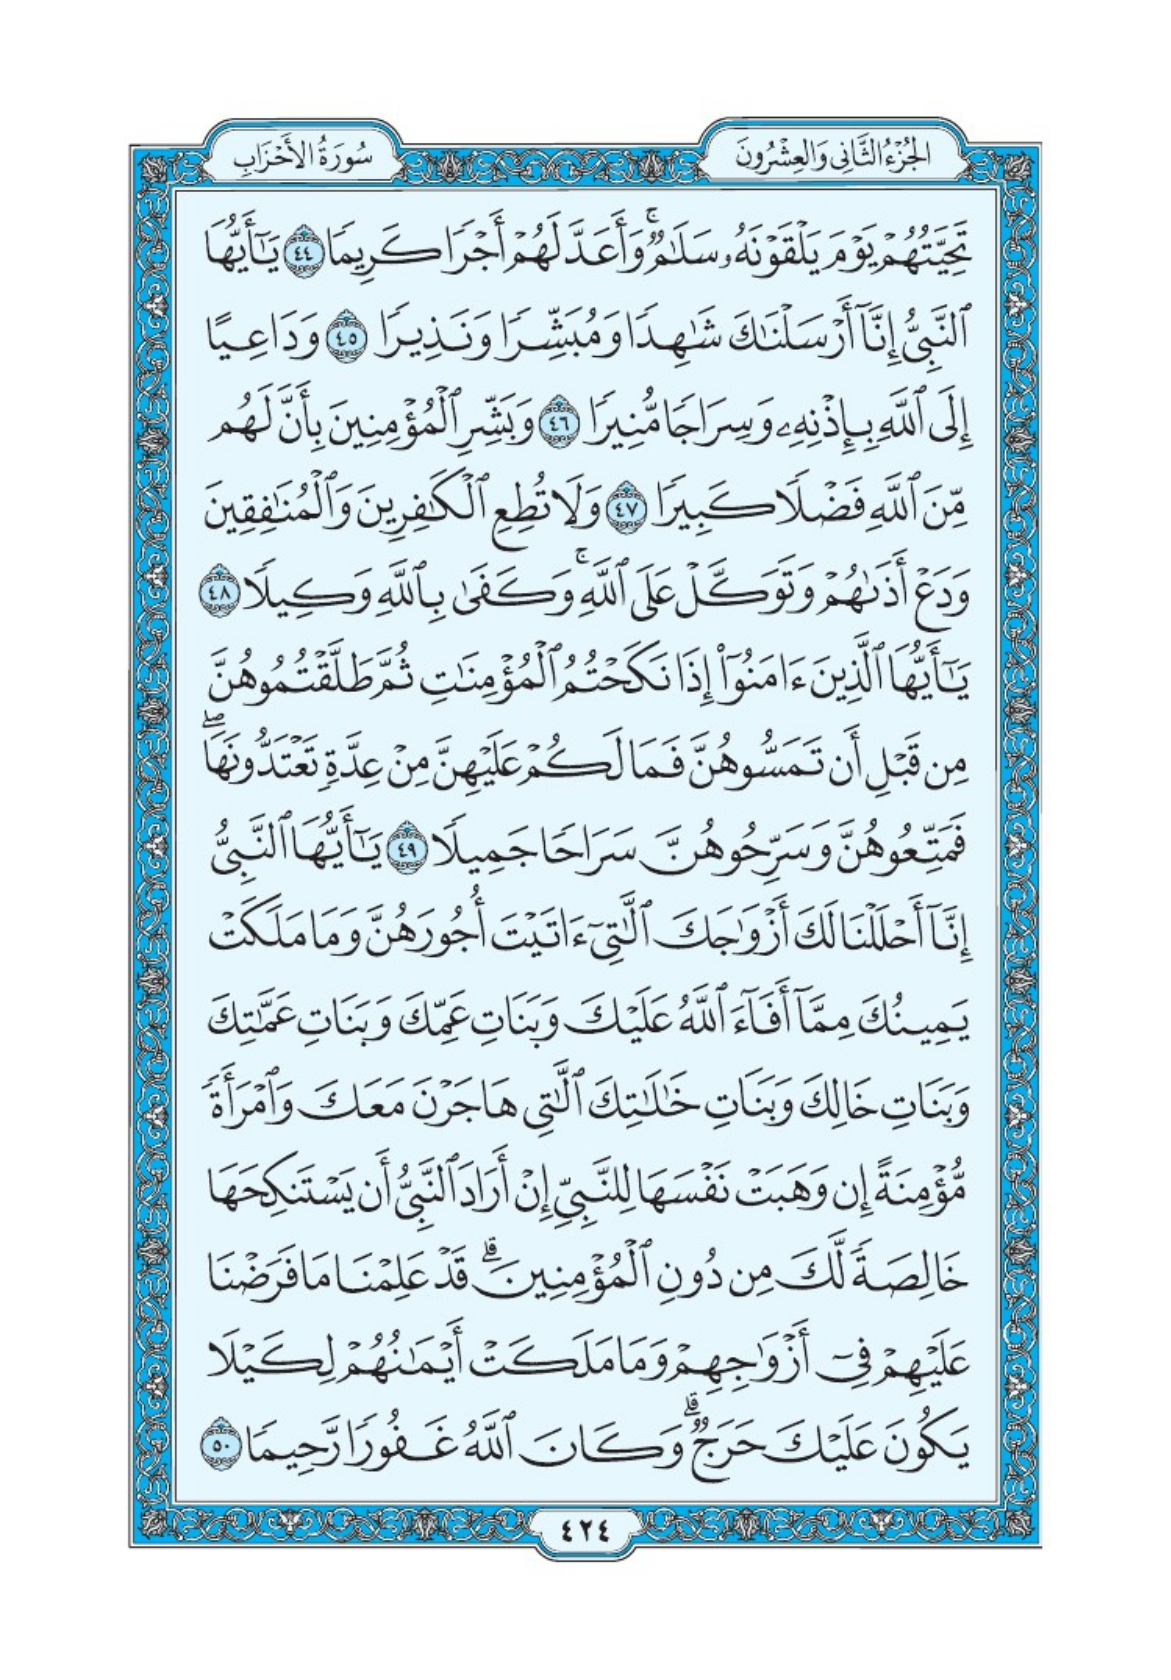 الجُزْءُ الثَّانِي وَالعِشْرُونَ
سُورَةُ الأَحْزَابِ
تَحِيَّتُهُمْ يَوْمَ يَلْقَوْنَهُۥ سَلَٰمٌۚ وَأَعَدَّ لَهُمْ أَجْرًا كَرِيمًا ٤٤ يَٰٓأَيُّهَا
ٱلنَّبِيُّ إِنَّآ أَرْسَلْنَٰكَ شَٰهِدًا وَمُبَشِّرًا وَنَذِيرًا ٤٥ وَدَاعِيًا
إِلَى ٱللَّهِ بِإِذْنِهِۦ وَسِرَاجًا مُّنِيرًا ٤٦ وَبَشِّرِ ٱلْمُؤْمِنِينَ بِأَنَّ لَهُم
مِّنَ ٱللَّهِ فَضْلًا كَبِيرًا ٤٧ وَلَا تُطِعِ ٱلْكَٰفِرِينَ وَٱلْمُنَٰفِقِينَ
وَدَعْ أَذَىٰهُمْ وَتَوَكَّلْ عَلَى ٱللَّهِۚ وَكَفَىٰ بِٱللَّهِ وَكِيلًا ٤٨
يَٰٓأَيُّهَا ٱلَّذِينَ ءَامَنُوٓا۟ إِذَا نَكَحْتُمُ ٱلْمُؤْمِنَٰتِ ثُمَّ طَلَّقْتُمُوهُنَّ
مِن قَبْلِ أَن تَمَسُّوهُنَّ فَمَا لَكُمْ عَلَيْهِنَّ مِنْ عِدَّةٍ تَعْتَدُّونَهَاۖ
فَمَتِّعُوهُنَّ وَسَرِّحُوهُنَّ سَرَاحًا جَمِيلًا ٤٩ يَٰٓأَيُّهَا ٱلنَّبِيُّ
إِنَّآ أَحْلَلْنَا لَكَ أَزْوَٰجَكَ ٱلَّٰتِىٓ ءَاتَيْتَ أُجُورَهُنَّ وَمَا مَلَكَتْ
يَمِينُكَ مِمَّآ أَفَآءَ ٱللَّهُ عَلَيْكَ وَبَنَاتِ عَمِّكَ وَبَنَاتِ عَمَّٰتِكَ
وَبَنَاتِ خَالِكَ وَبَنَاتِ خَٰلَٰتِكَ ٱلَّٰتِى هَاجَرْنَ مَعَكَ وَٱمْرَأَةً
مُّؤْمِنَةً إِن وَهَبَتْ نَفْسَهَا لِلنَّبِيِّ إِنْ أَرَادَ ٱلنَّبِيُّ أَن يَسْتَنكِحَهَا
خَالِصَةً لَّكَ مِن دُونِ ٱلْمُؤْمِنِينَۗ قَدْ عَلِمْنَا مَا فَرَضْنَا
عَلَيْهِمْ فِىٓ أَزْوَٰجِهِمْ وَمَا مَلَكَتْ أَيْمَٰنُهُمْ لِكَيْلَا
يَكُونَ عَلَيْكَ حَرَجٌۗ وَكَانَ ٱللَّهُ غَفُورًا رَّحِيمًا ٥٠
٤٢٤